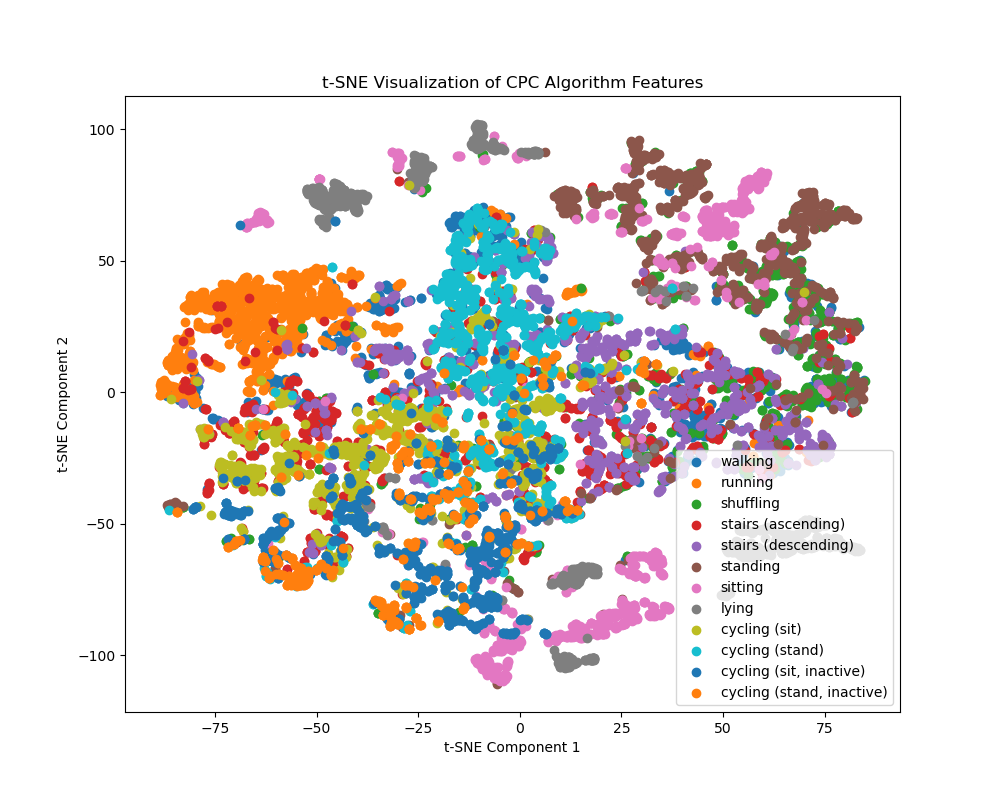 t-SNE Visualization of CPC Algorithm Features
100
50
0
−50
−100
t-SNE Component 2
−75
−50
−25
0
25
50
75
t-SNE Component 1
walking
running
shuffling
stairs (ascending)
stairs (descending)
standing
sitting
lying
cycling (sit)
cycling (stand)
cycling (sit, inactive)
cycling (stand, inactive)